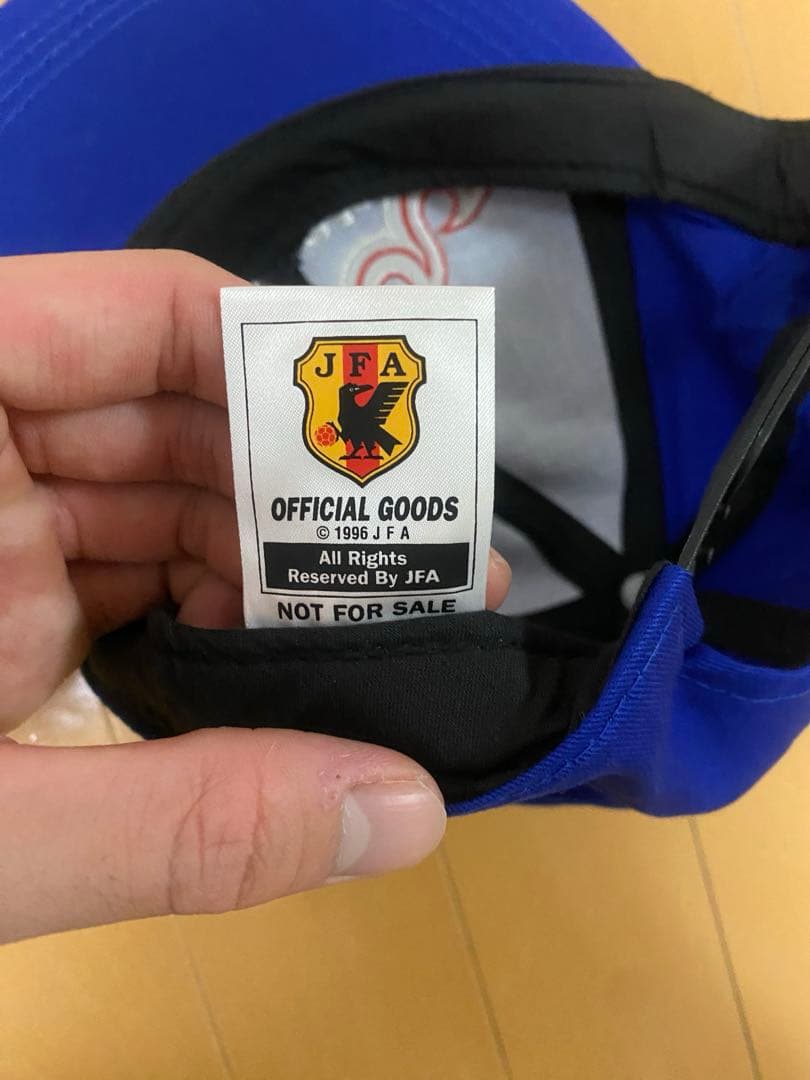 JFA
OFFICIAL GOODS
© 1996 J F A
All Rights
Reserved By JFA
NOT FOR SALE